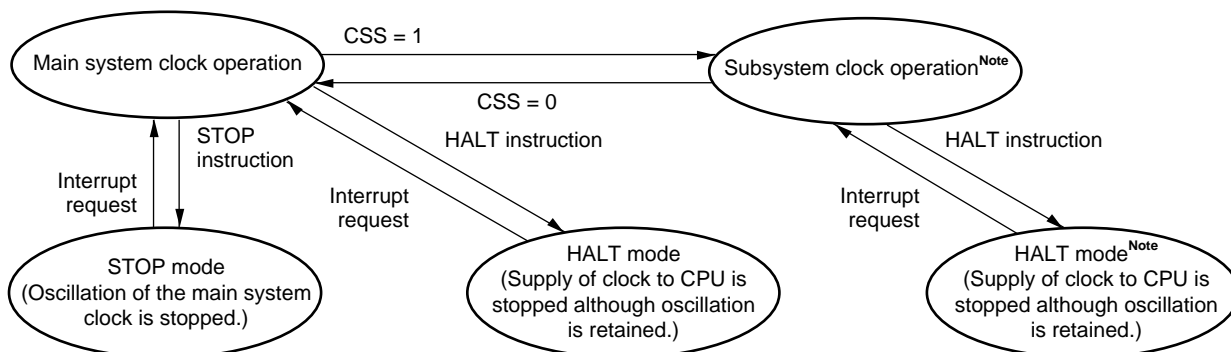 CSS = 1
Main system clock operation
Subsystem clock operationNote
CSS = 0
STOP
instruction
HALT instruction
HALT instruction
Interrupt
request
Interrupt
request
Interrupt
request
STOP mode
(Oscillation of the main system
clock is stopped.)
HALT mode
(Supply of clock to CPU is
stopped although oscillation
is retained.)
HALT modeNote
(Supply of clock to CPU is
stopped although oscillation
is retained.)